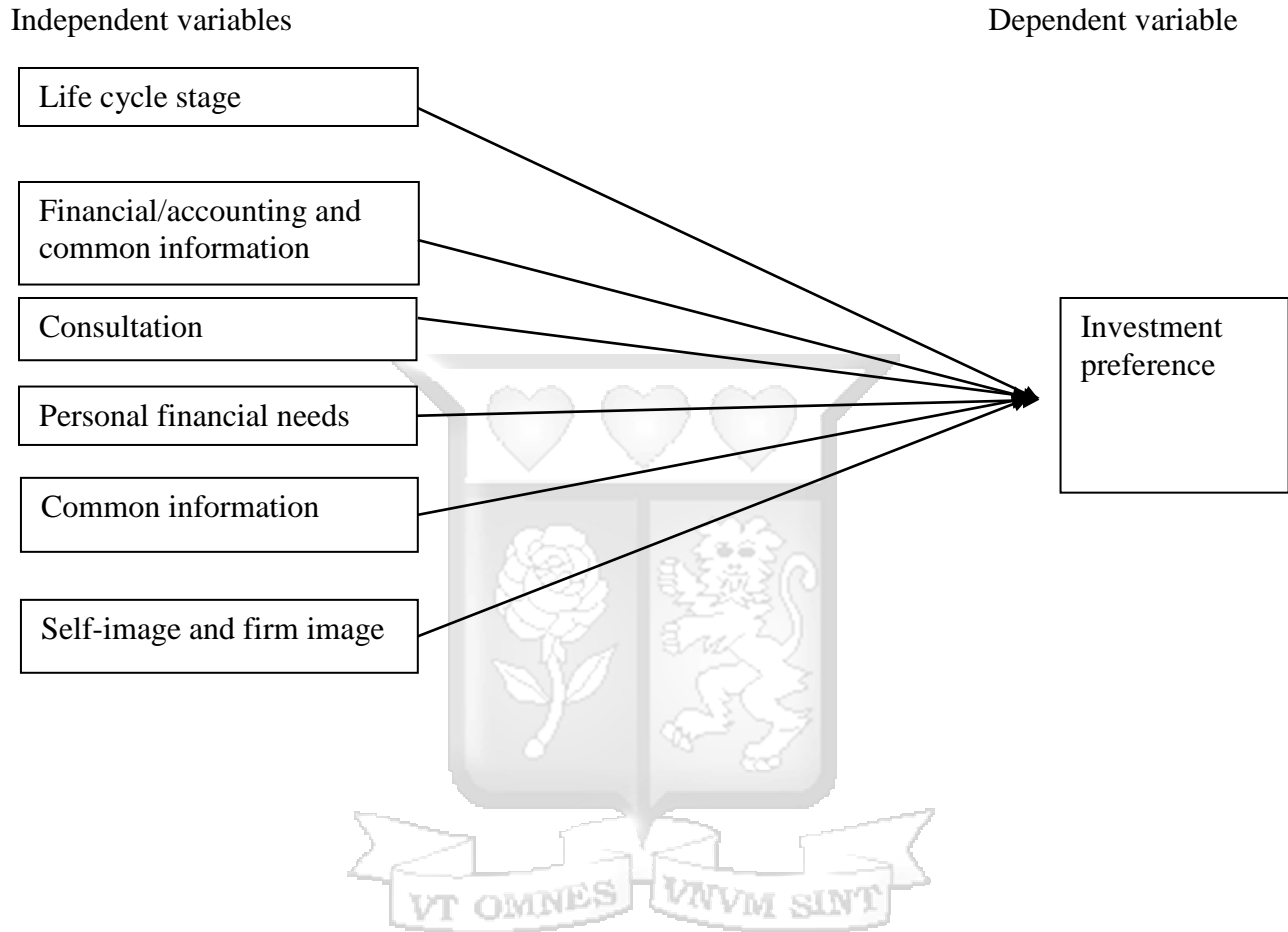 Independent variables
Dependent variable
Life cycle stage
Financial/accounting and
common information
Consultation
Personal financial needs
Common information
Self-image and firm image
Investment
preference
VT OMNES VNVM SINT